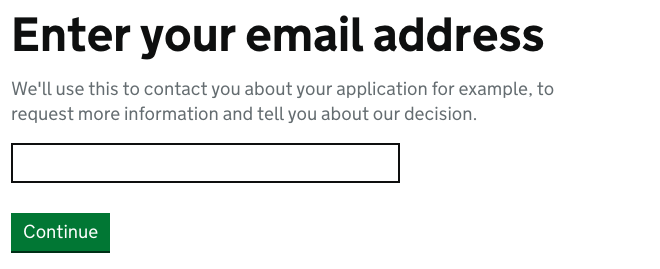 Enter your email address
We'll use this to contact you about your application for example, to
request more information and tell you about our decision.
Continue